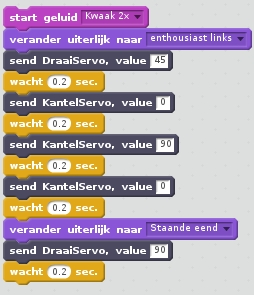 start geluid Kwaak 2x
verander uiterlijk naar enthousiast links
send DraaiServo, value 45
wacht 0.2 sec.
send KantelServo, value 0
wacht 0.2 sec.
send KantelServo, value 90
wacht 0.2 sec.
send KantelServo, value 0
wacht 0.2 sec.
verander uiterlijk naar Staande eend
send DraaiServo, value 90
wacht 0.2 sec.